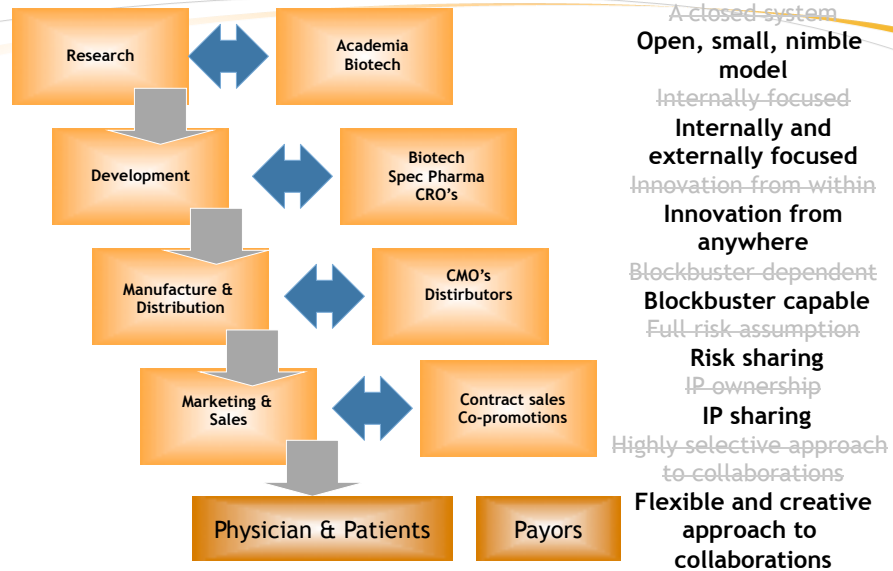 Research
Academia
Biotech
Development
Biotech
Spec Pharma
CRO's
Manufacture &
Distribution
CMO's
Distirbutors
Marketing &
Sales
Contract sales
Co-promotions
Physician & Patients
Payors
A closed system
Open, small, nimble
model
Internally focused
Internally and
externally focused
Innovation from within
Innovation from
anywhere
Blockbuster dependent
Blockbuster capable
Full risk assumption
Risk sharing
IP ownership
IP sharing
Highly selective approach
to collaborations
Flexible and creative
approach to
collaborations